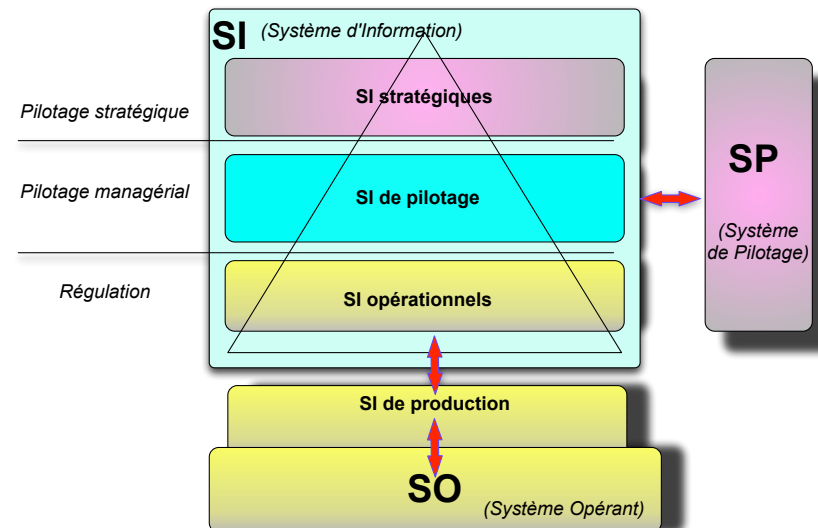 SI (Système d'Information)
SI stratégiques
Pilotage stratégique
SP
Pilotage managérial
SI de pilotage
(Système
de Pilotage)
Régulation
SI opérationnels
SI de production
SO
(Système Opérant)